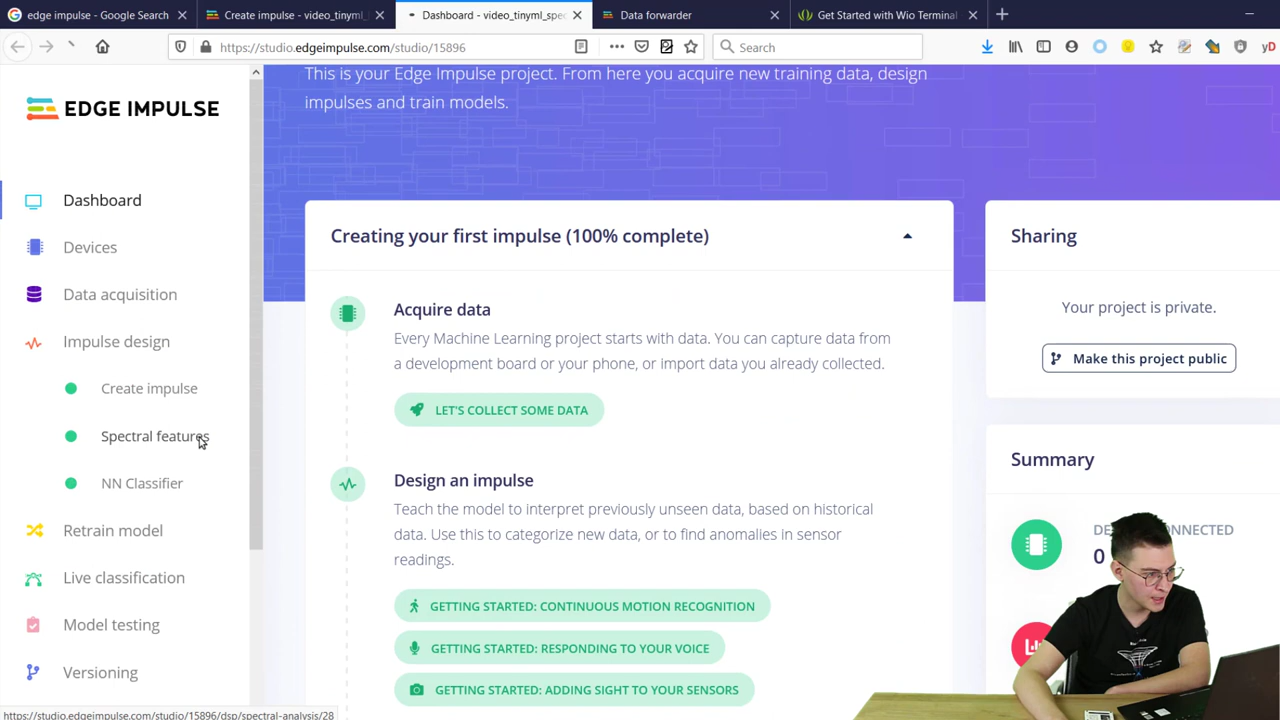 edge impulse - Google Search
Create impulse - video_tinyml_
Dashboard - video_tinyml_spe
Data forwarder
Get Started with Wio Terminal
https://studio.edgeimpulse.com/studio/15896
Search
EDGE IMPULSE
Dashboard
Devices
Data acquisition
Impulse design
Create impulse
Spectral features
NN Classifier
Retrain model
Live classification
Model testing
Versioning
This is your Edge Impulse project. From here you acquire new training data, design
impulses and train models.
Creating your first impulse (100% complete)
Acquire data
Every Machine Learning project starts with data. You can capture data from
a development board or your phone, or import data you already collected.
LET'S COLLECT SOME DATA
Design an impulse
Teach the model to interpret previously unseen data, based on historical
data. Use this to categorize new data, or to find anomalies in sensor
readings.
GETTING STARTED: CONTINUOUS MOTION RECOGNITION
GETTING STARTED: RESPONDING TO YOUR VOICE
GETTING STARTED: ADDING SIGHT TO YOUR SENSORS
Sharing
Your project is private.
Make this project public
Summary
0
https://studio.edgeimpulse.com/studio/15896/dsp/spectral-analysis/28